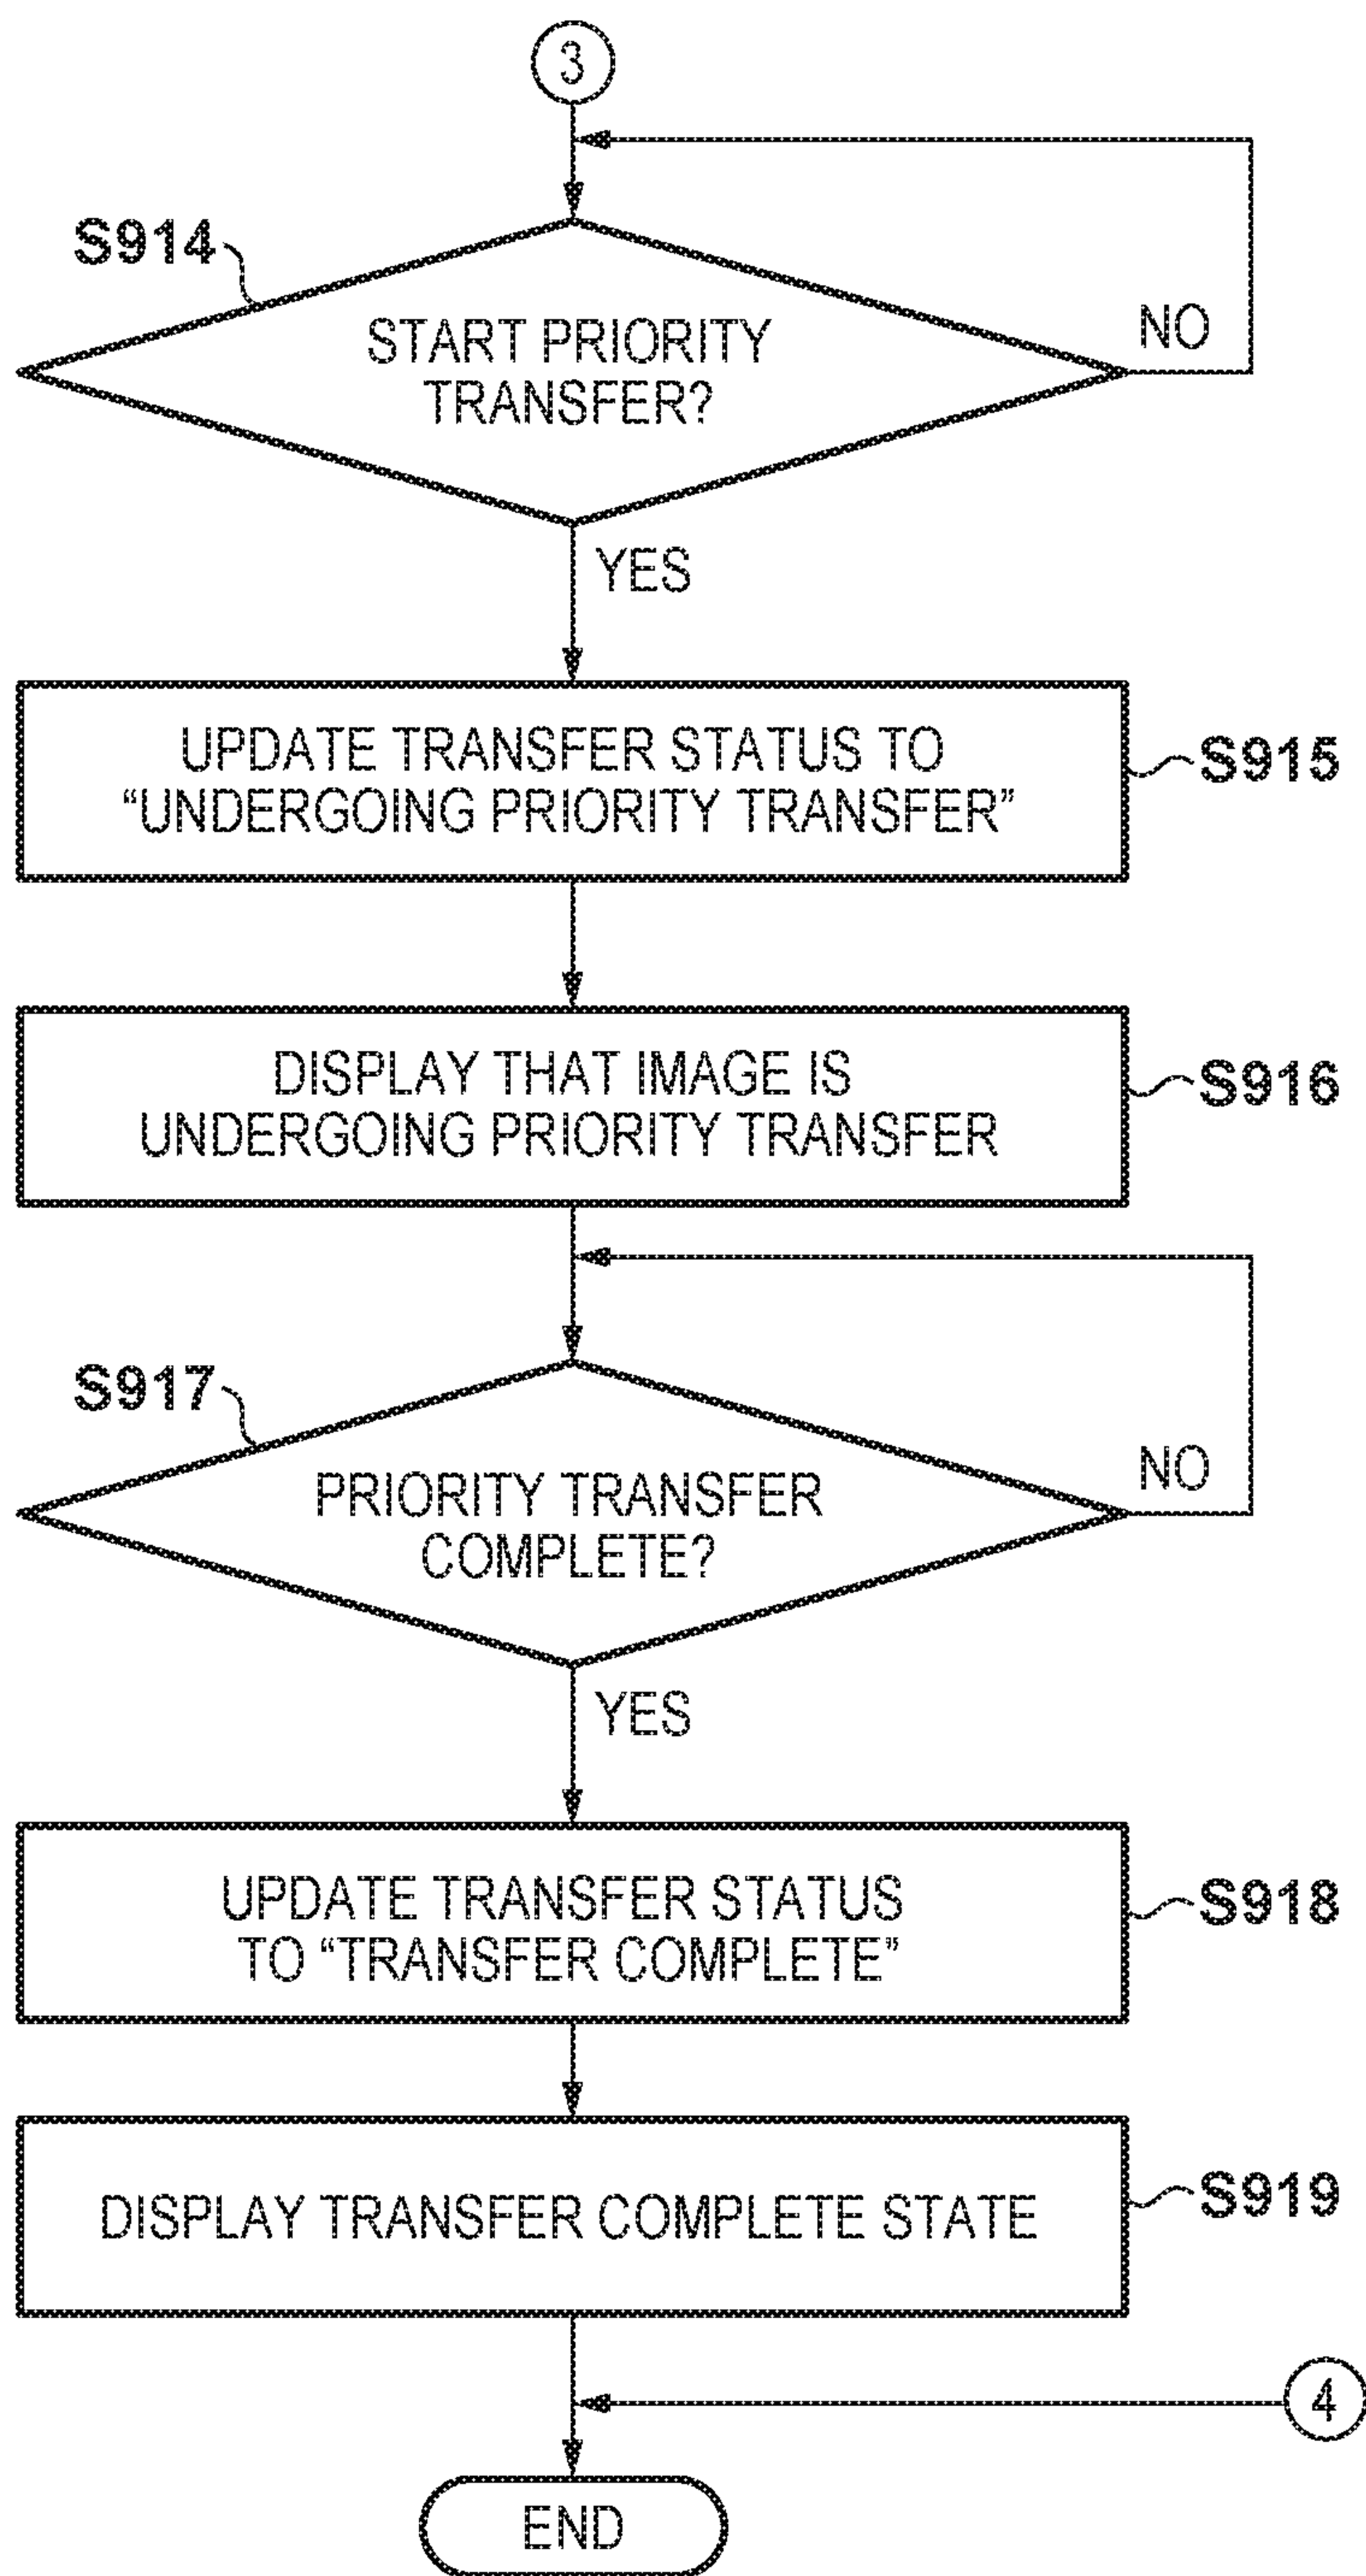 3
S914
START PRIORITY
TRANSFER?
NO
YES
UPDATE TRANSFER STATUS TO
“UNDERGOING PRIORITY TRANSFER”
S915
DISPLAY THAT IMAGE IS
UNDERGOING PRIORITY TRANSFER
S916
S917
PRIORITY TRANSFER
COMPLETE?
NO
YES
UPDATE TRANSFER STATUS
TO “TRANSFER COMPLETE”
S918
DISPLAY TRANSFER COMPLETE STATE
S919
4
END